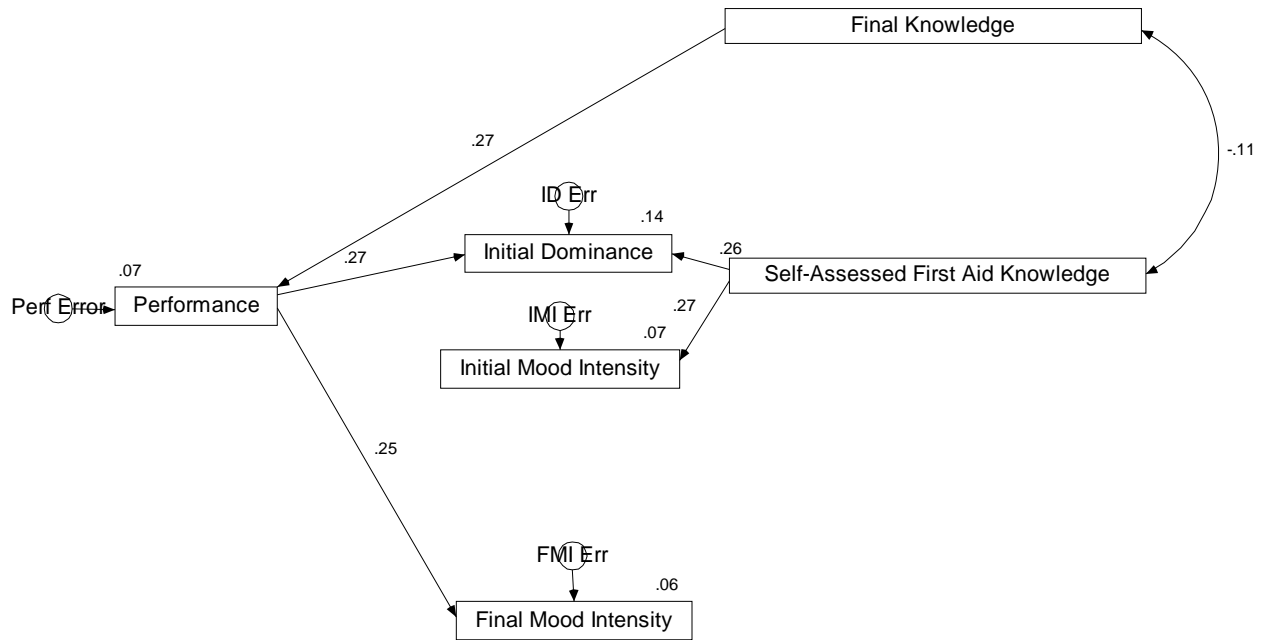 Final Knowledge
.27
-.11
ID Err
.14
Initial Dominance
.26
.27
Self-Assessed First Aid Knowledge
.07
Perf Error
Performance
IMI Err
.27
.07
Initial Mood Intensity
.25
FMI Err
.06
Final Mood Intensity